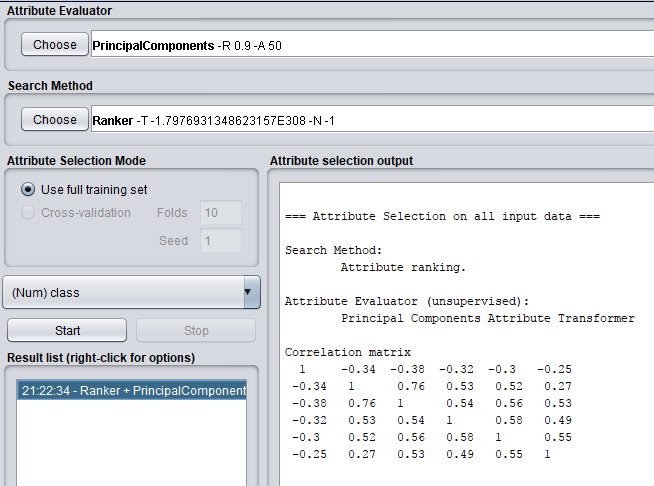 Attribute Evaluator
Choose PrincipalComponents -R 0.9 -A 50
Search Method
Choose Ranker -T -1.7976931348623157E308 -N -1
Attribute Selection Mode
Use full training set
Cross-validation Folds 10
Seed 1
(Num) class
Start Stop
Result list (right-click for options)
21:22:34 - Ranker + PrincipalComponent
Attribute selection output
=== Attribute Selection on all input data ===
Search Method:
Attribute ranking.
Attribute Evaluator (unsupervised):
Principal Components Attribute Transformer
Correlation matrix
1 -0.34 -0.38 -0.32 -0.3 -0.25
-0.34 1 0.76 0.53 0.52 0.27
-0.38 0.76 1 0.54 0.56 0.53
-0.32 0.53 0.54 1 0.58 0.49
-0.3 0.52 0.56 0.58 1 0.55
-0.25 0.27 0.53 0.49 0.55 1